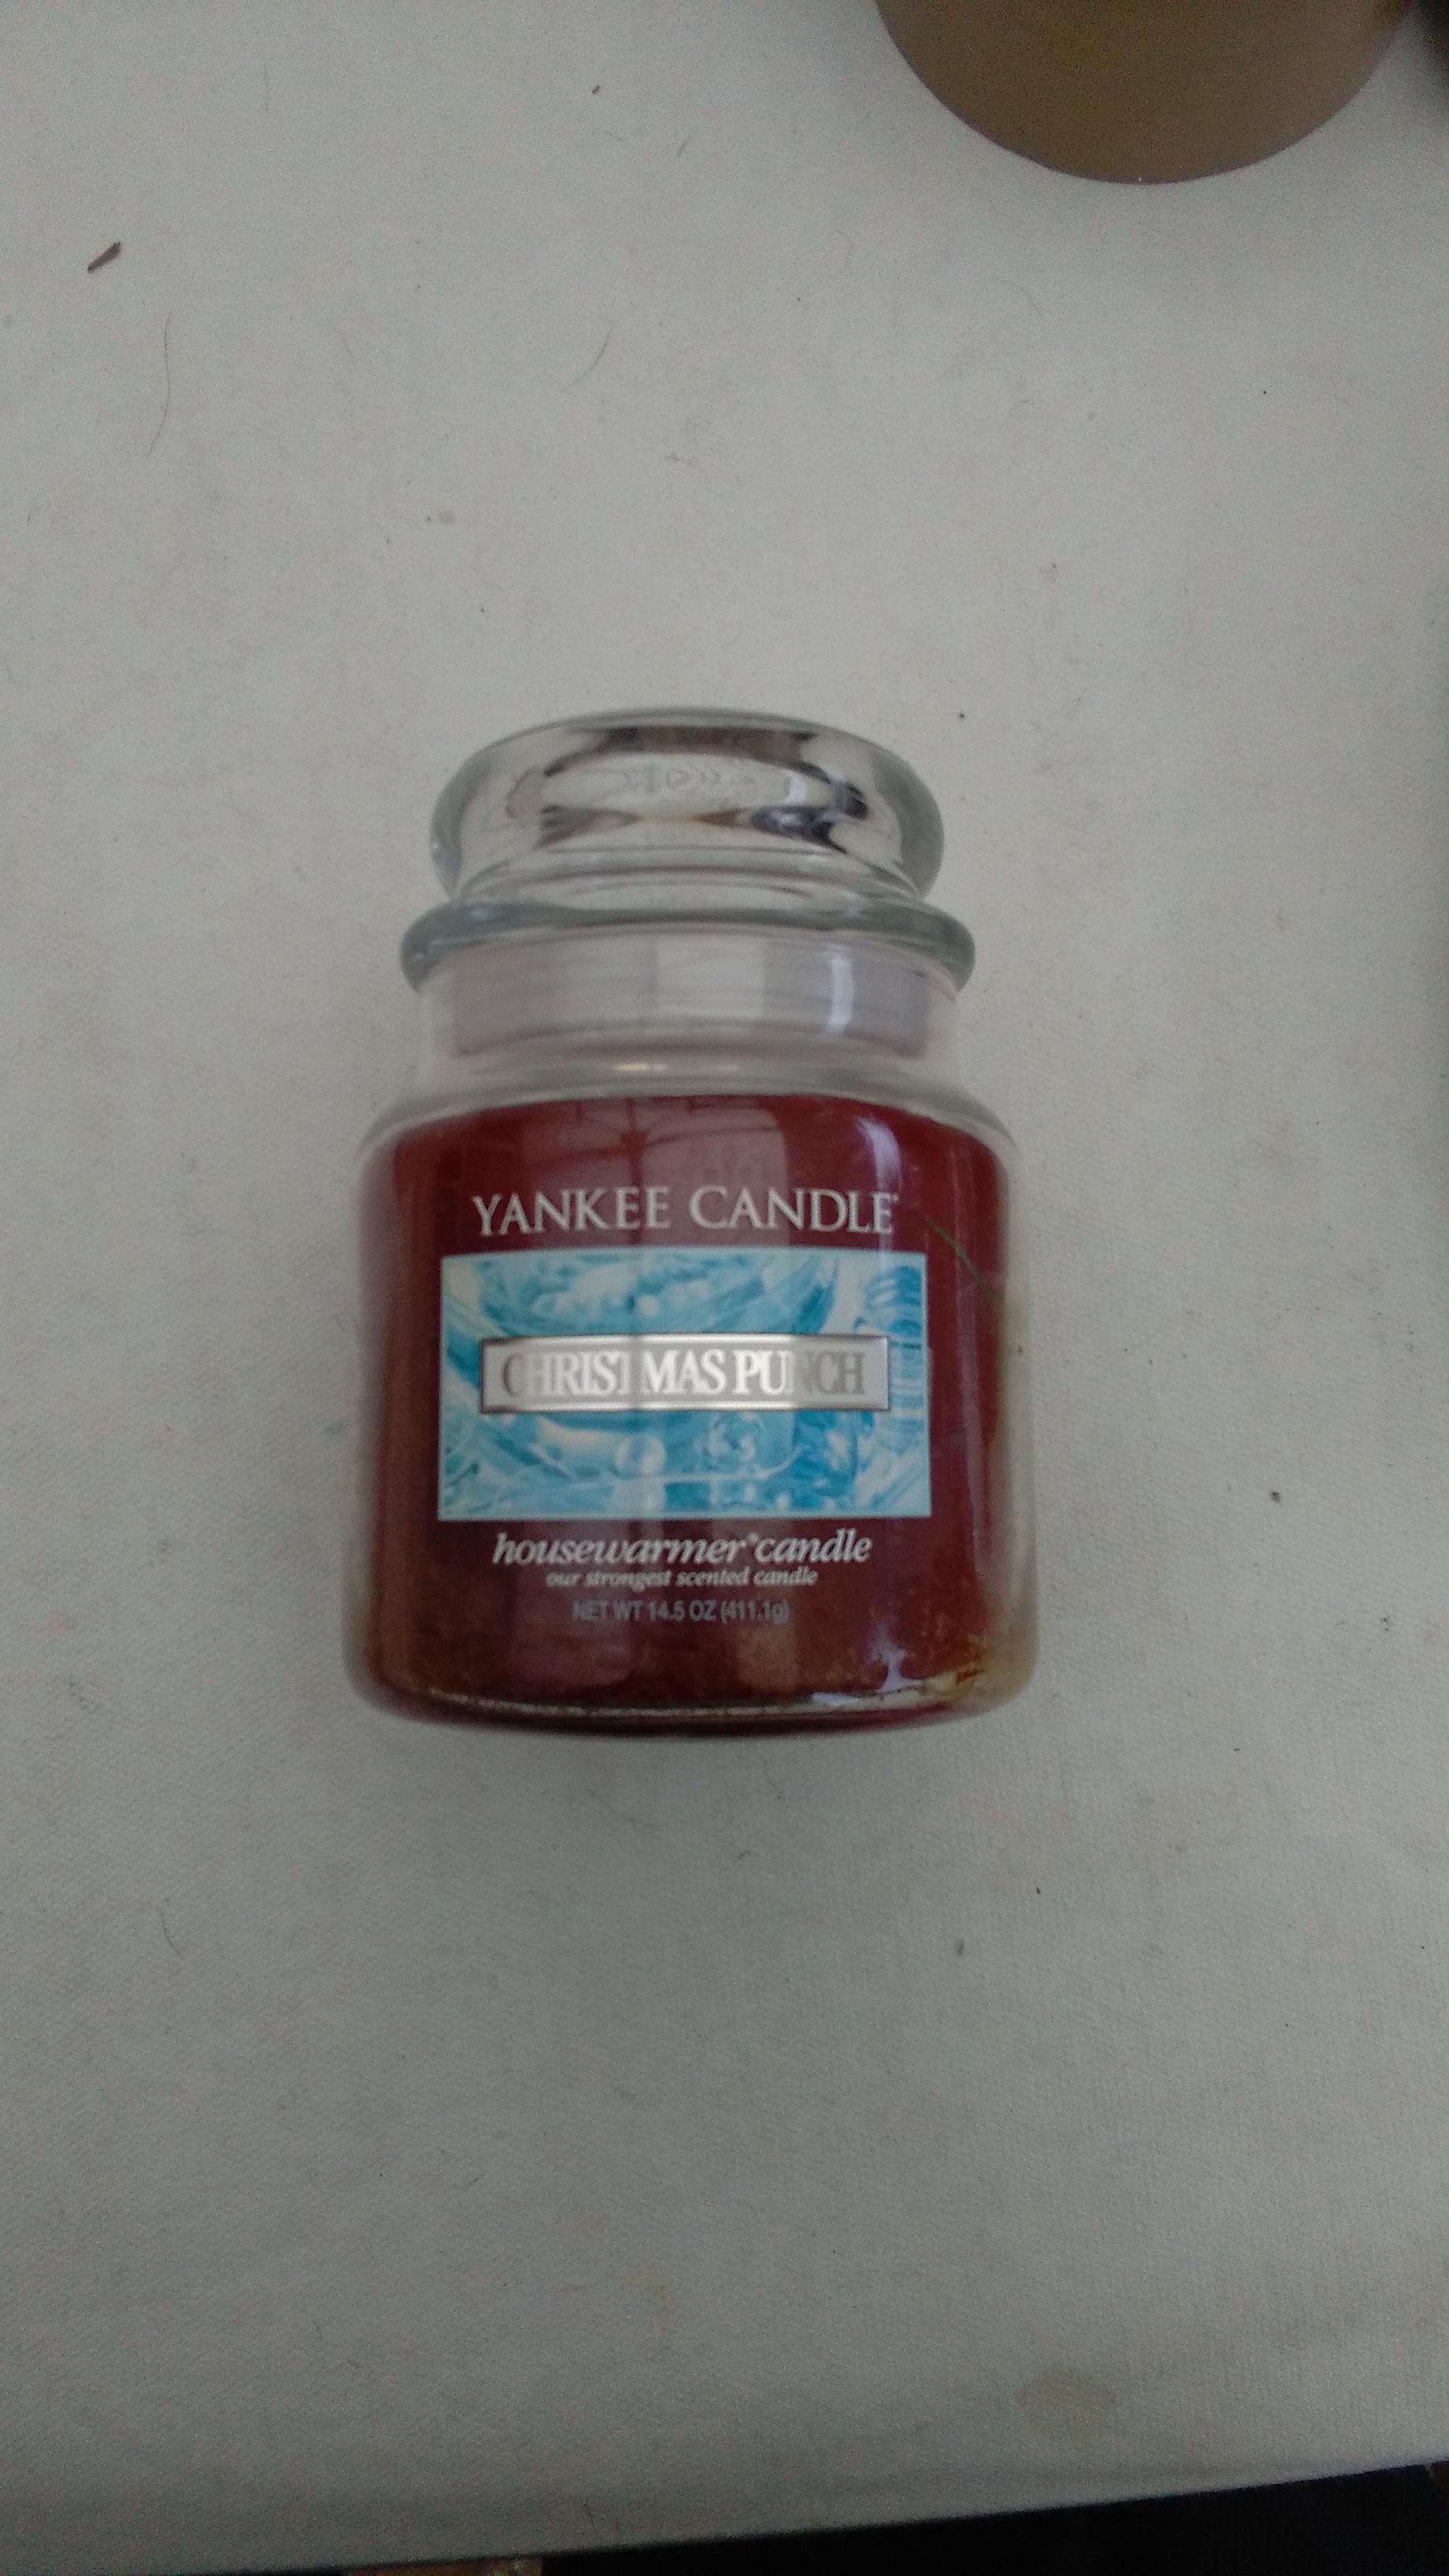 YANKEE CANDLE®
CHRISTMAS PUNCH
housewarmer® candle
our strongest scented candle
NET WT 14.5 OZ (411.1g)